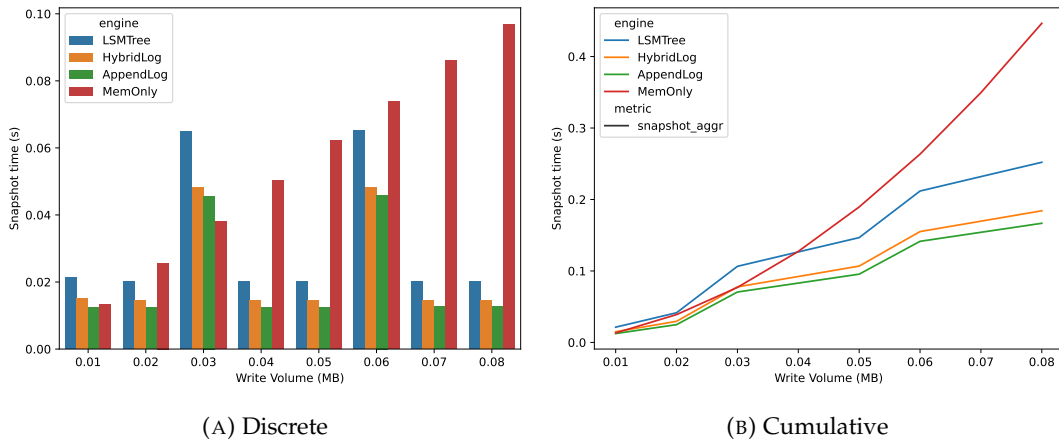 0.10
0.08
0.06
0.04
0.02
0.00
Snapshot time (s)
engine
LSMTree
HybridLog
AppendLog
MemOnly
0.01 0.02 0.03 0.04 0.05 0.06 0.07 0.08
Write Volume (MB)
(A) Discrete
0.4
0.3
0.2
0.1
0.0
Snapshot time (s)
engine
LSMTree
HybridLog
AppendLog
MemOnly
metric
snapshot_aggr
0.01 0.02 0.03 0.04 0.05 0.06 0.07 0.08
Write Volume (MB)
(B) Cumulative